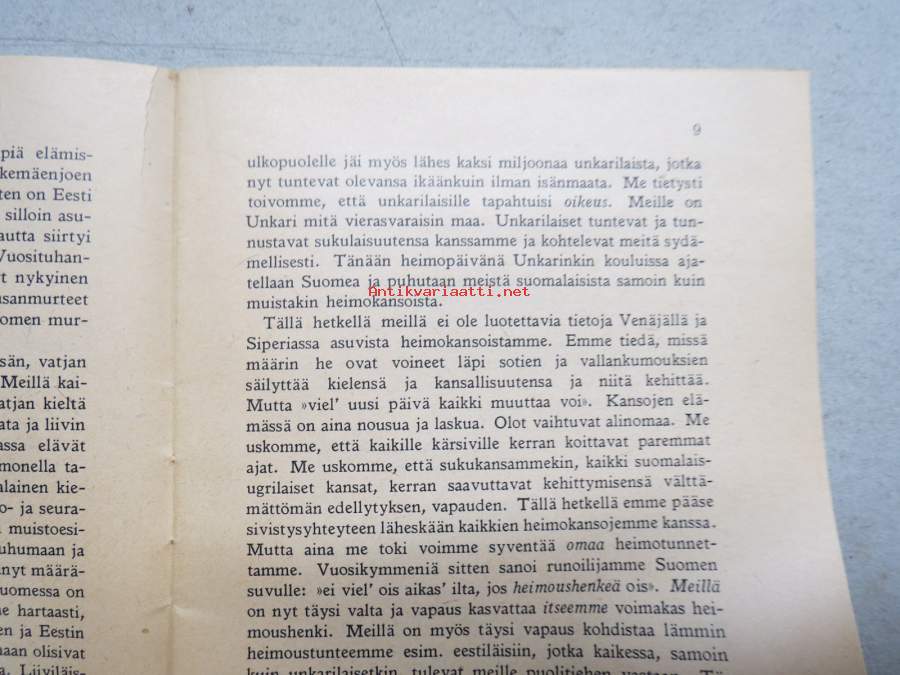 piä elämis-
kemäenjoen
ten on Eesti
silloin asu-
autta siirtyi
Vuosituhan-
t nykyinen
usanmurteet
omen mur-
sän, vatjan
Meillä kai-
atjan kieltä
ata ja liivin
assa elävät
monella ta-
alainen kie-
o- ja seura-
muistoesi-
uhumaan ja
nyt määrä-
uomessa on
ne hartaasti,
en ja Eestin
naan olisivat
a. Liiviläis-
9
ulkopuolelle jäi myös lähes kaksi miljoonaa unkarilaista, jotka
nyt tuntevat olevansa ikäänkuin ilman isänmaata. Me tietysti
toivomme, että unkarilaisille tapahtuisi oikeus. Meille on
Unkari mitä vierasvaraisin maa. Unkarilaiset tuntevat ja tun-
nustavat sukulaisuutensa kanssamme ja kohtelevat meitä sydä-
mellisesti. Tänään heimopäivänä Unkarinkin kouluissa aja-
tellaan Suomea ja puhutaan meistä suomalaisista samoin kuin
muistakin heimokansoista.
Antikvariaatti.net
Tällä hetkellä meillä ei ole luotettavia tietoja Venäjällä ja
Siperiassa asuvista heimokansoistamme. Emme tiedä, missä
määrin he ovat voineet läpi sotien ja vallankumouksien
säilyttää kielensä ja kansallisuutensa ja niitä kehittää.
Mutta »viel' uusi päivä kaikki muuttaa voi». Kansojen elä-
mässä on aina nousua ja laskua. Olot vaihtuvat alinomaa. Me
uskomme, että kaikille kärsiville kerran koittavat paremmat
ajat. Me uskomme, että sukukansammekin, kaikki suomalais-
ugrilaiset kansat, kerran saavuttavat kehittymisensä välttä-
mättömän edellytyksen, vapauden. Tällä hetkellä emme pääse
sivistysyhteyteen läheskään kaikkien heimokansojemme kanssa.
Mutta aina me toki voimme syventää omaa heimotunnet-
tamme. Vuosikymmeniä sitten sanoi runoilijamme Suomen
suvulle: »ei viel' ois aikas' ilta, jos heimoushenkeä ois». Meillä
on nyt täysi valta ja vapaus kasvattaa itseemme voimakas hei-
moushenki. Meillä on myös täysi vapaus kohdistaa lämmin
heimoustunteemme esim. eestiläisiin, jotka kaikessa, samoin
kuin unkarilaisetkin, tulevat meille puolitiehen vastaan. Tä-